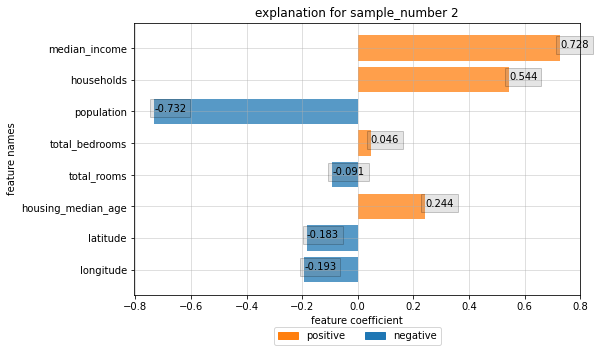 explanation for sample_number 2
feature names
median_income
0.728
households
0.544
population
-0.732
total_bedrooms
0.046
total_rooms
-0.091
housing_median_age
0.244
latitude
-0.183
longitude
-0.193
−0.8 −0.6 −0.4 −0.2 0.0 0.2 0.4 0.6 0.8
feature coefficient
positive negative